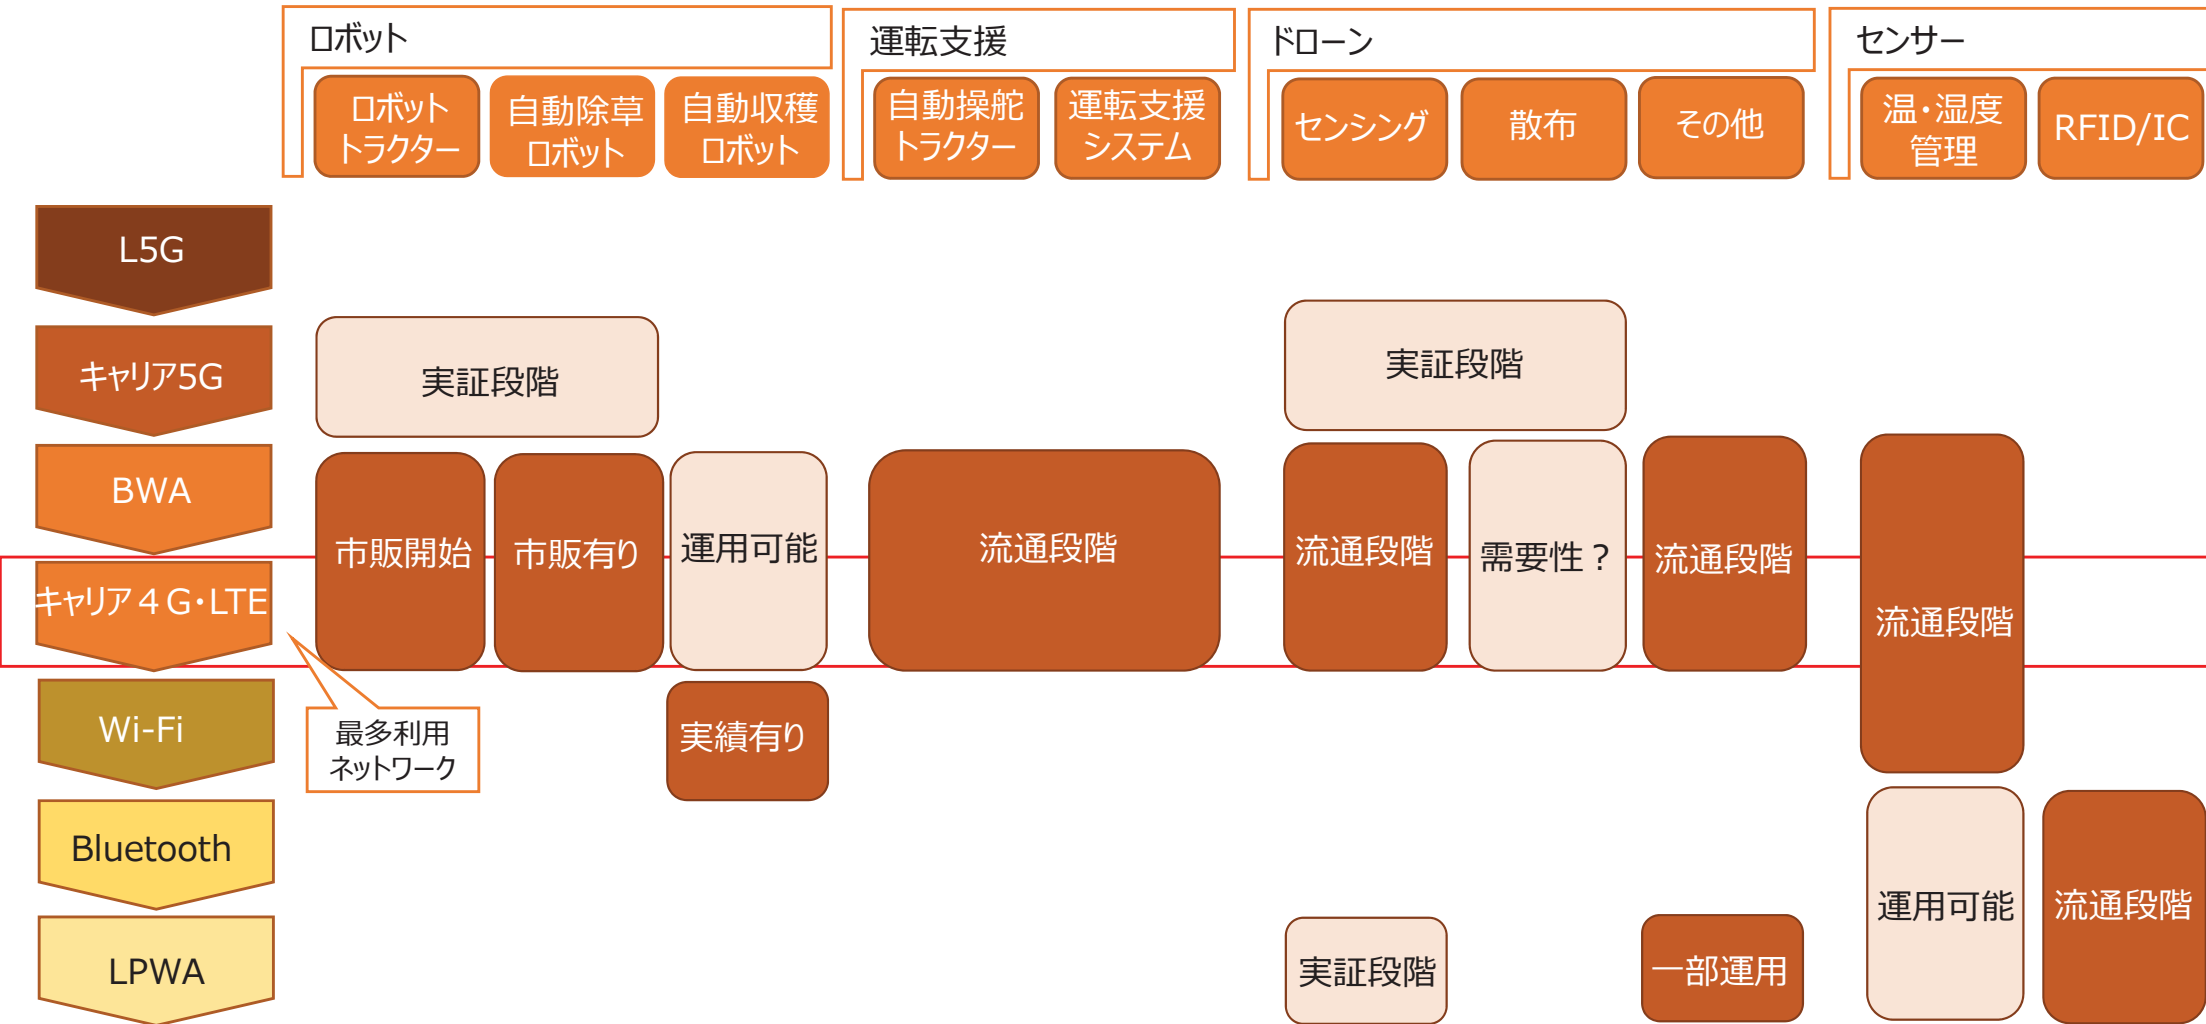 ロボット
運転支援
ドローン
センサー
ロボット
トラクター
自動除草
ロボット
自動収穫
ロボット
自動操舵
トラクター
運転支援
システム
センシング
散布
その他
温・湿度
管理
RFID/IC
L5G
キャリア5G
実証段階
実証段階
BWA
市販開始
市販有り
運用可能
流通段階
流通段階
需要性？
流通段階
流通段階
キャリア４G・LTE
Wi-Fi
最多利用
ネットワーク
実績有り
Bluetooth
運用可能
流通段階
LPWA
実証段階
一部運用